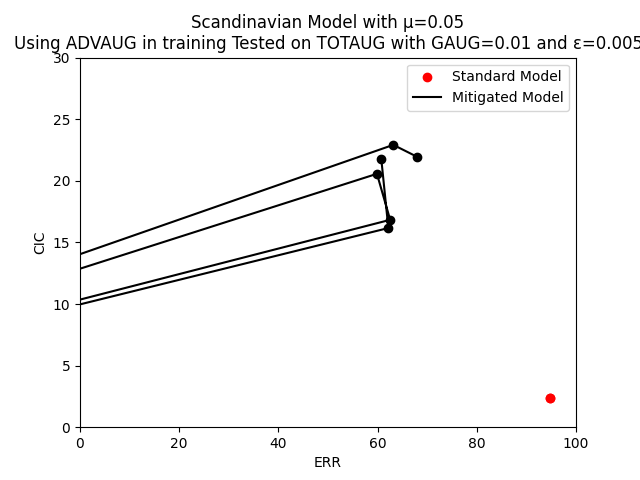 Scandinavian Model with μ=0.05
Using ADVAUG in training Tested on TOTAUG with GAUG=0.01 and ε=0.005
Standard Model
Mitigated Model
30
25
20
15
10
5
0
CIC
0 20 40 60 80 100
ERR